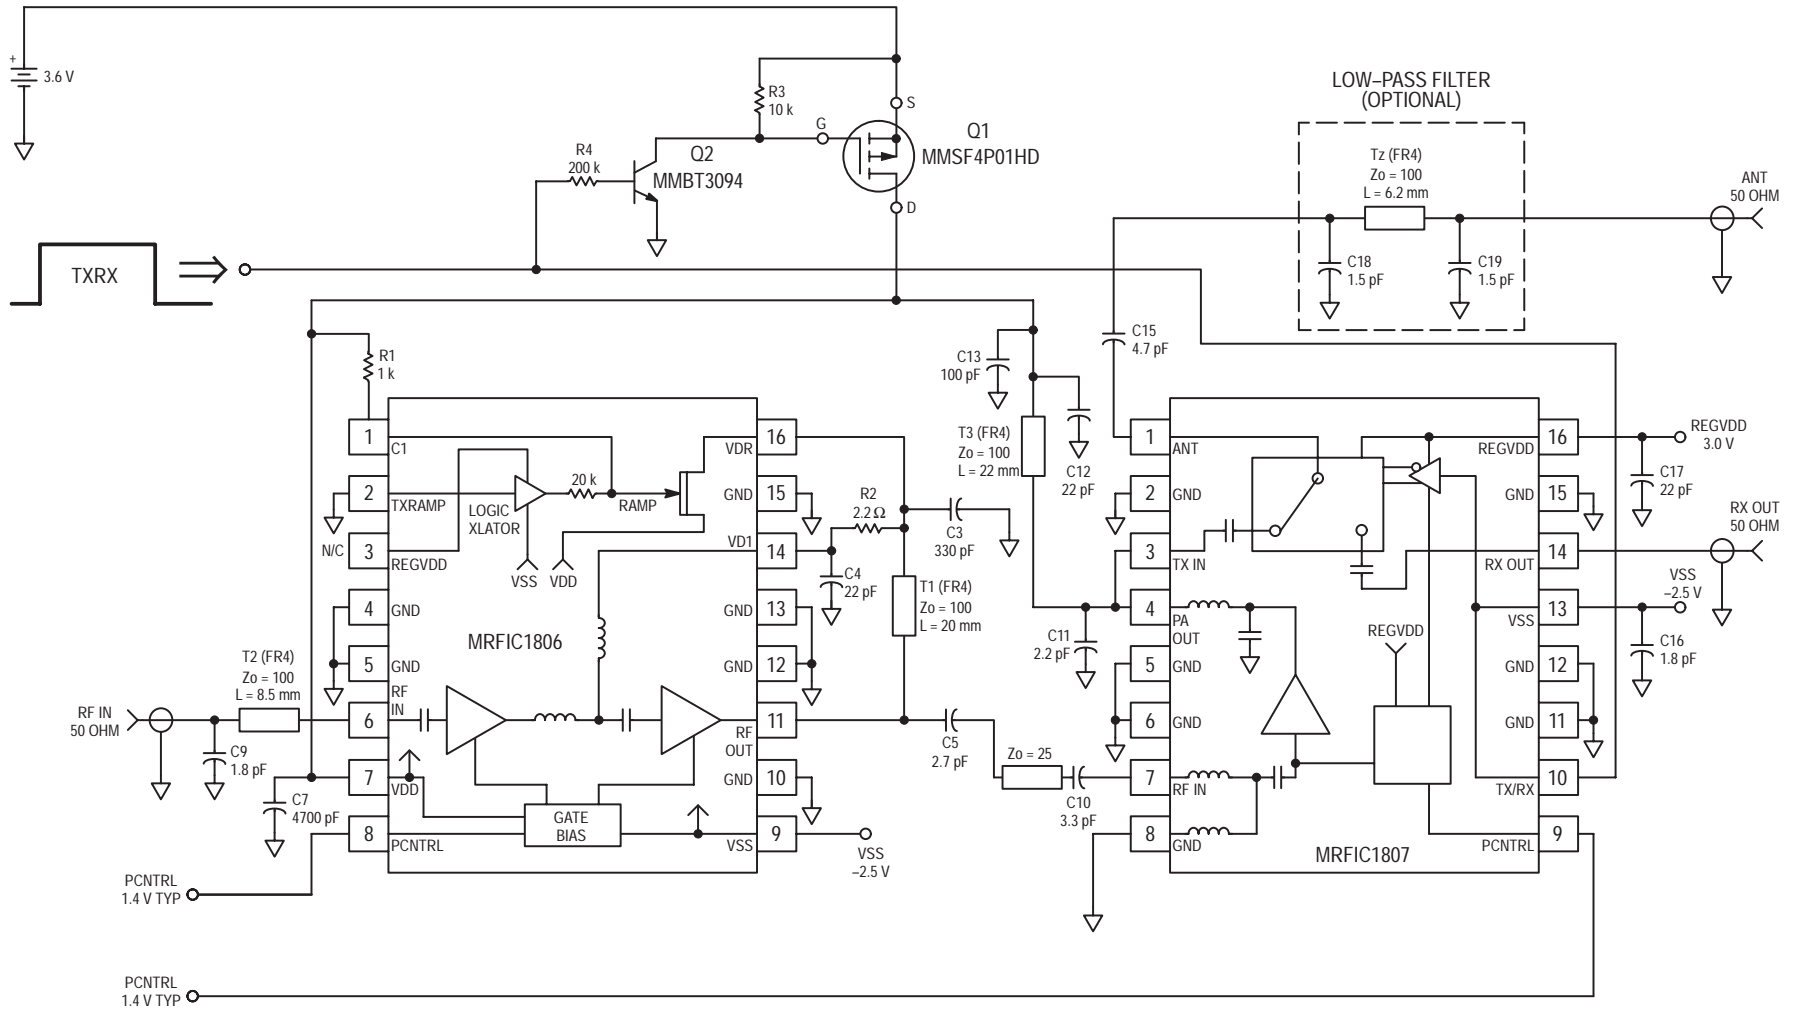 +
3.6 V
R3
10 k
S
G
Q1
MMSF4P01HD
D
R4
200 k
Q2
MMBT3094
TXRX
LOW–PASS FILTER
(OPTIONAL)
Tz (FR4)
Zo = 100
L = 6.2 mm
C18
1.5 pF
C19
1.5 pF
ANT
50 OHM
C15
4.7 pF
R1
1 k
C13
100 pF
C12
22 pF
T3 (FR4)
Zo = 100
L = 22 mm
1
C1
2
TXRAMP
N/C
3
REGVDD
4
GND
5
GND
RF
IN
6
7
VDD
8
PCNTRL
LOGIC
XLATOR
20 k
RAMP
VSS
VDD
MRFIC1806
GATE
BIAS
16
VDR
15
GND
14
VD1
13
GND
12
GND
11
RF
OUT
10
GND
9
VSS
VSS
–2.5 V
R2
2.2 Ω
C4
22 pF
C3
330 pF
T1 (FR4)
Zo = 100
L = 20 mm
T2 (FR4)
Zo = 100
L = 8.5 mm
RF IN
50 OHM
C9
1.8 pF
C7
4700 pF
PCNTRL
1.4 V TYP
PCNTRL
1.4 V TYP
C5
2.7 pF
Zo = 25
C10
3.3 pF
C11
2.2 pF
1
ANT
2
GND
3
TX IN
4
PA
OUT
5
GND
6
GND
7
RF IN
8
GND
REGVDD
MRFIC1807
16
REGVDD
15
GND
14
RX OUT
13
VSS
12
GND
11
GND
10
TX/RX
9
PCNTRL
REGVDD
3.0 V
C17
22 pF
RX OUT
50 OHM
VSS
–2.5 V
C16
1.8 pF